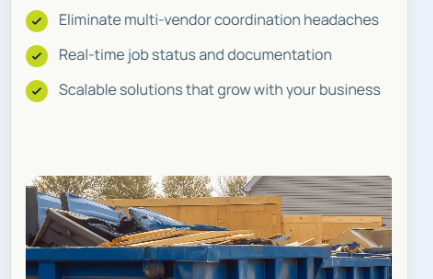 Eliminate multi-vendor coordination headaches
Real-time job status and documentation
Scalable solutions that grow with your business